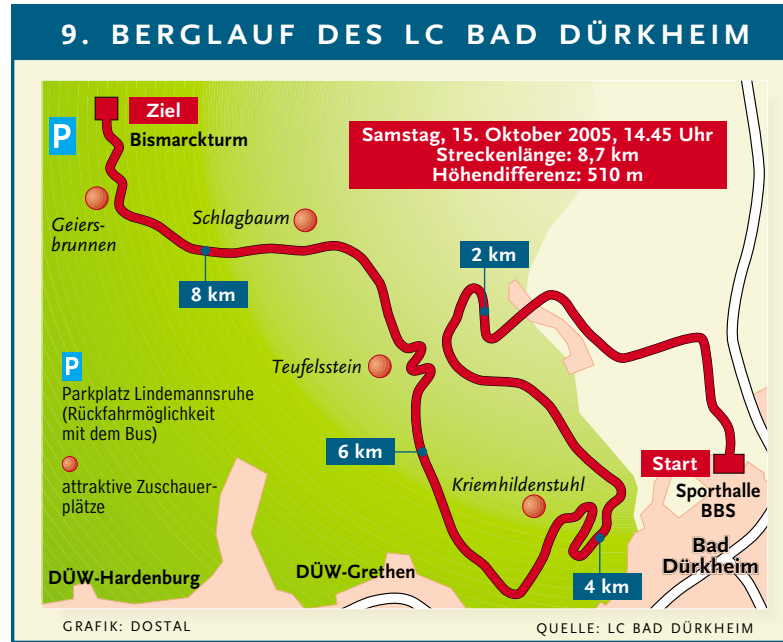 9. BERGLAUF DES LC BAD DÜRKHEIM
Ziel
P
Bismarckturm
Samstag, 15. Oktober 2005, 14.45 Uhr
Streckenlänge: 8,7 km
Höhendifferenz: 510 m
Geiers-
brunnen
Schlagbaum
2 km
8 km
P
Teufelsstein
Parkplatz Lindemannsruhe
(Rückfahrmöglichkeit
mit dem Bus)
6 km
Start
attraktive Zuschauer-
plätze
Kriemhildenstuhl
Sporthalle
BBS
Bad
Dürkheim
DÜW-Hardenburg
DÜW-Grethen
4 km
GRAFIK: DOSTAL
QUELLE: LC BAD DÜRKHEIM